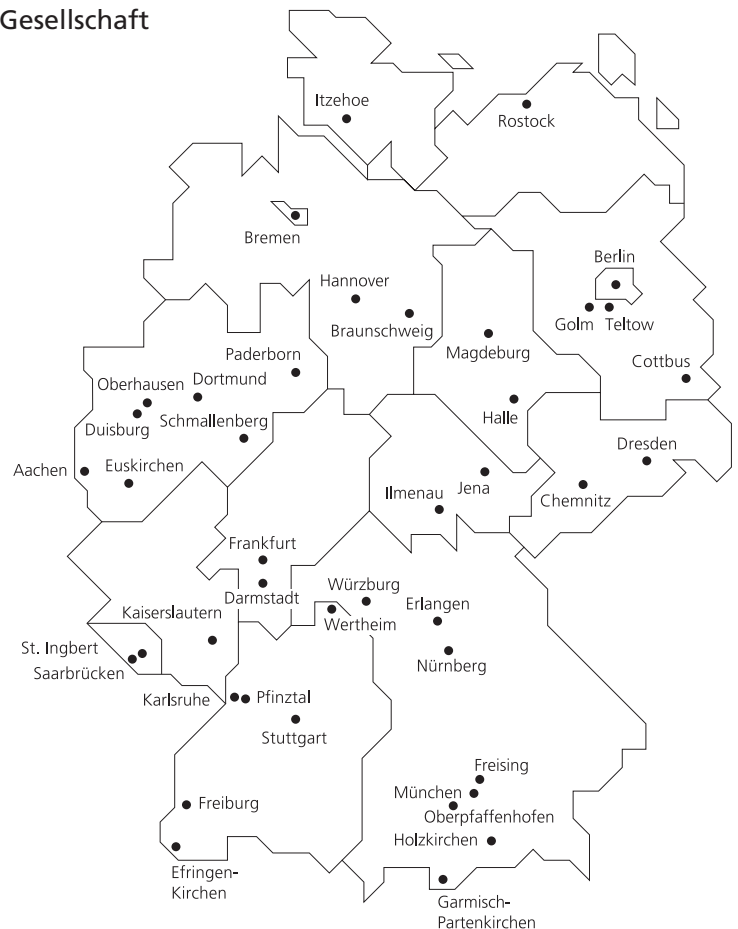 Gesellschaft
Itzehoe
Rostock
Bremen
Berlin
Hannover
Braunschweig
Golm Teltow
Magdeburg
Paderborn
Cottbus
Oberhausen
Dortmund
Duisburg
Schmallenberg
Halle
Dresden
Aachen
Euskirchen
Jena
Ilmenau
Chemnitz
Frankfurt
Darmstadt
Würzburg
Erlangen
Kaiserslautern
Wertheim
St. Ingbert
Nürnberg
Saarbrücken
Karlsruhe
Pfinztal
Stuttgart
Freising
München
Freiburg
Oberpfaffenhofen
Holzkirchen
Efringen-
Kirchen
Garmisch-
Partenkirchen